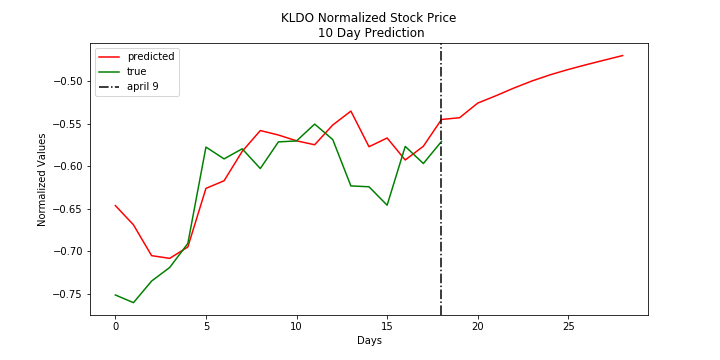 KLDO Normalized Stock Price
10 Day Prediction
predicted
true
april 9
Normalized Values
−0.50
−0.55
−0.60
−0.65
−0.70
−0.75
0 5 10 15 20 25
Days